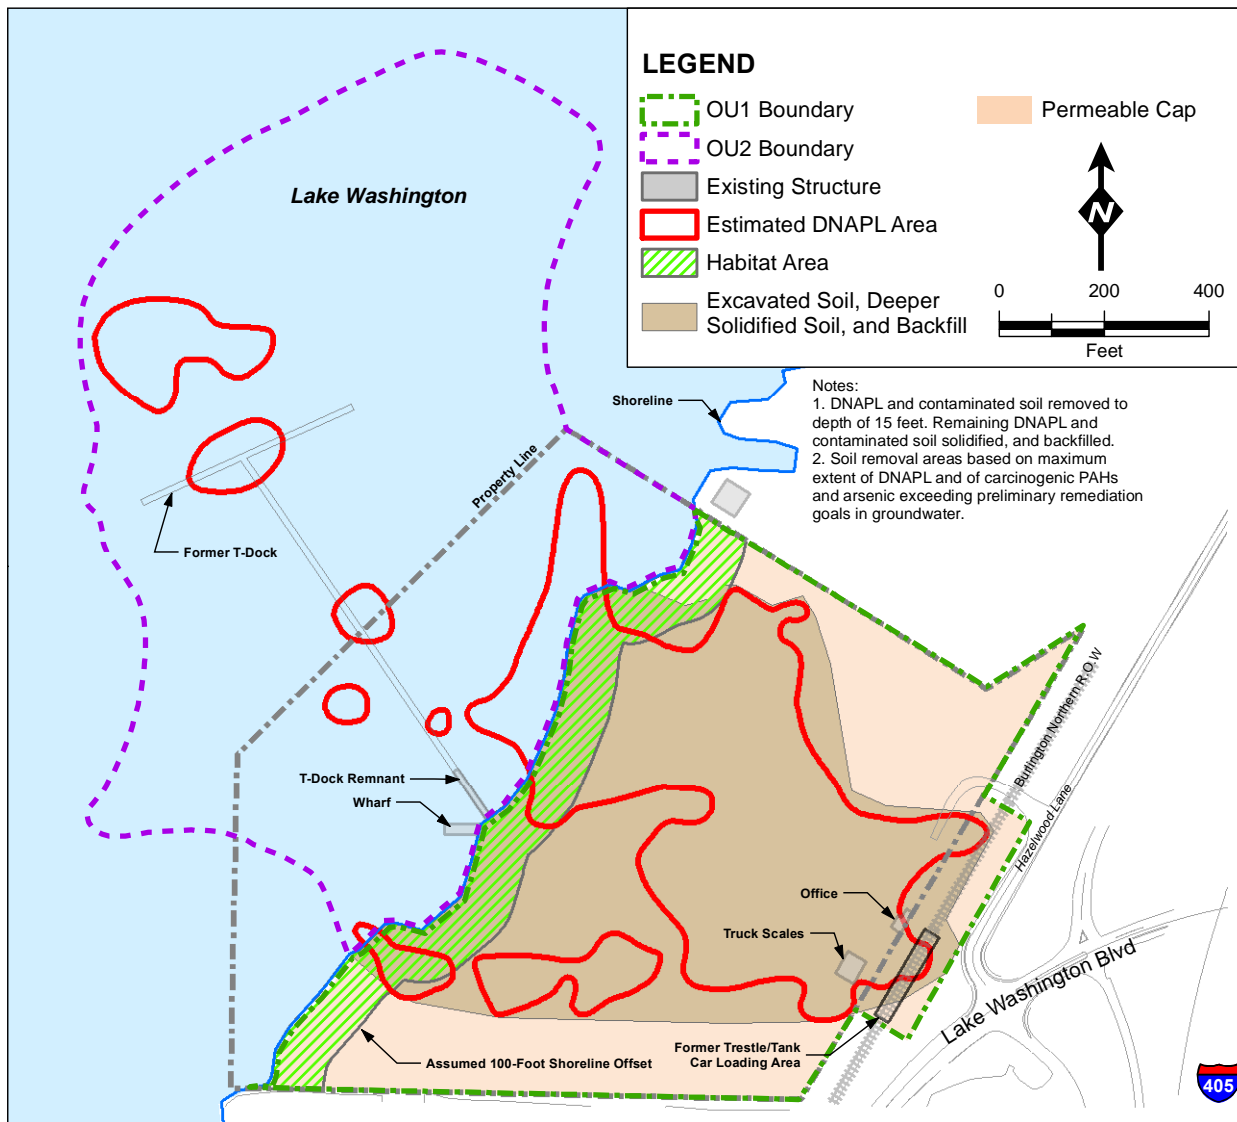 LEGEND
OU1 Boundary
OU2 Boundary
Existing Structure
Estimated DNAPL Area
Habitat Area
Excavated Soil, Deeper
Solidified Soil, and Backfill
Permeable Cap
N
0 200 400
Feet
Notes:
1. DNAPL and contaminated soil removed to
depth of 15 feet. Remaining DNAPL and
contaminated soil solidified, and backfilled.
2. Soil removal areas based on maximum
extent of DNAPL and of carcinogenic PAHs
and arsenic exceeding preliminary remediation
goals in groundwater.
Lake Washington
Shoreline
Property Line
Former T-Dock
T-Dock Remnant
Wharf
Burlington Northern R.O.W
Hazelwood Lane
Office
Truck Scales
Lake Washington Blvd
Assumed 100-Foot Shoreline Offset
Former Trestle/Tank
Car Loading Area
405